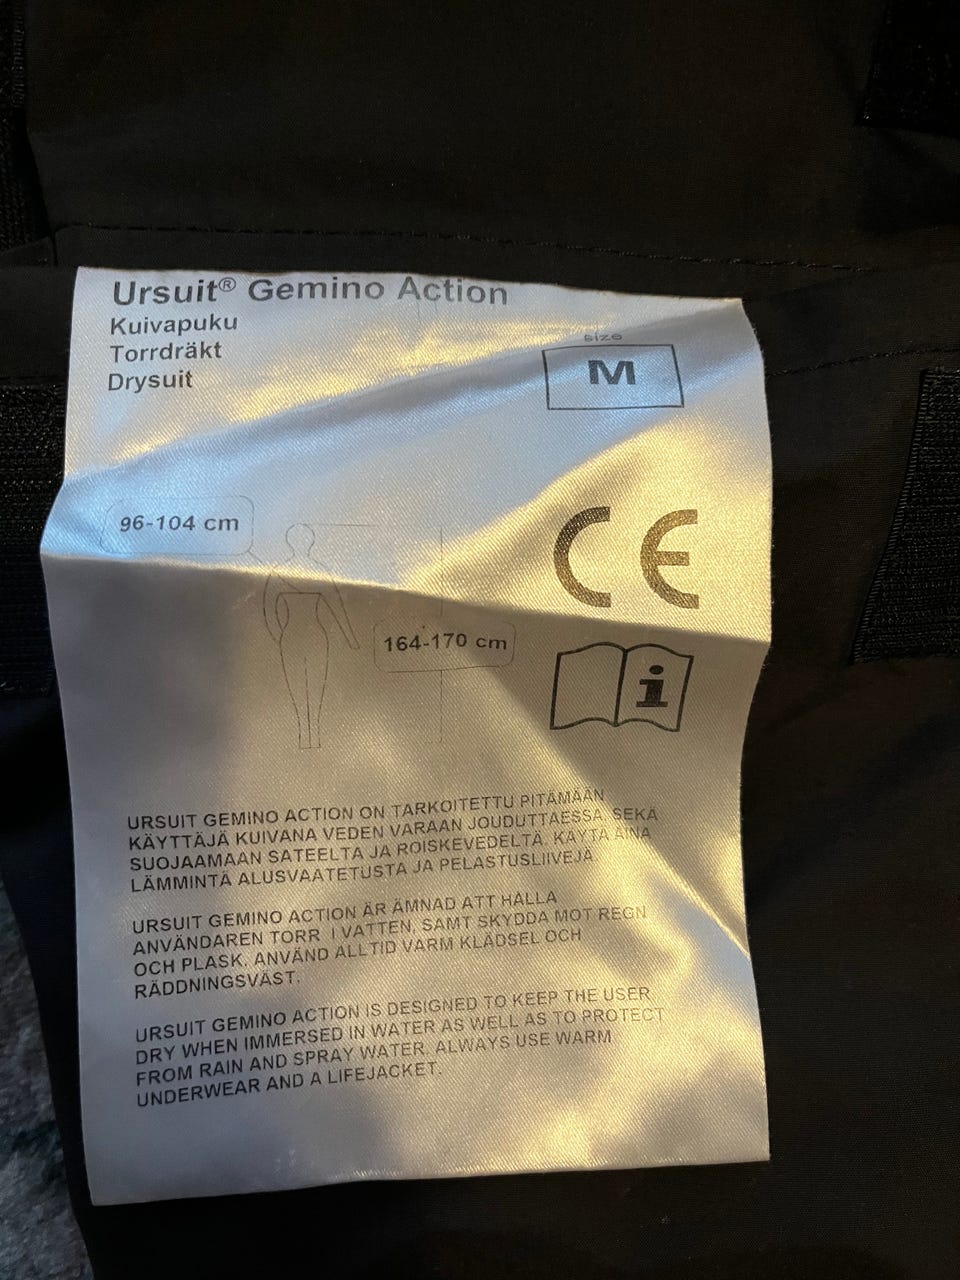 Ursuit® Gemino Action
Kuivapuku
Torrdräkt
Drysuit
size
M
96-104 cm
164-170 cm
CE
i
URSUIT GEMINO ACTION ON TARKOITETTU PITÄMÄÄN
KÄYTTÄJÄ KUIVANA VEDEN VARAAN JOUDUTTAESSA SEKÄ
SUOJAAMAAN SATEELTA JA ROISKEVEDELTÄ. KÄYTÄ AINA
LÄMMINTÄ ALUSVAATETUSTA JA PELASTUSLIIVEJÄ.
URSUIT GEMINO ACTION ÄR ÄMNAD ATT HÅLLA
ANVÄNDAREN TORR I VATTEN, SAMT SKYDDA MOT REGN
OCH PLASK. ANVÄND ALLTID VARM KLÄDSEL OCH
RÄDDNINGSVÄST.
URSUIT GEMINO ACTION IS DESIGNED TO KEEP THE USER
DRY WHEN IMMERSED IN WATER AS WELL AS TO PROTECT
FROM RAIN AND SPRAY WATER. ALWAYS USE WARM
UNDERWEAR AND A LIFEJACKET.